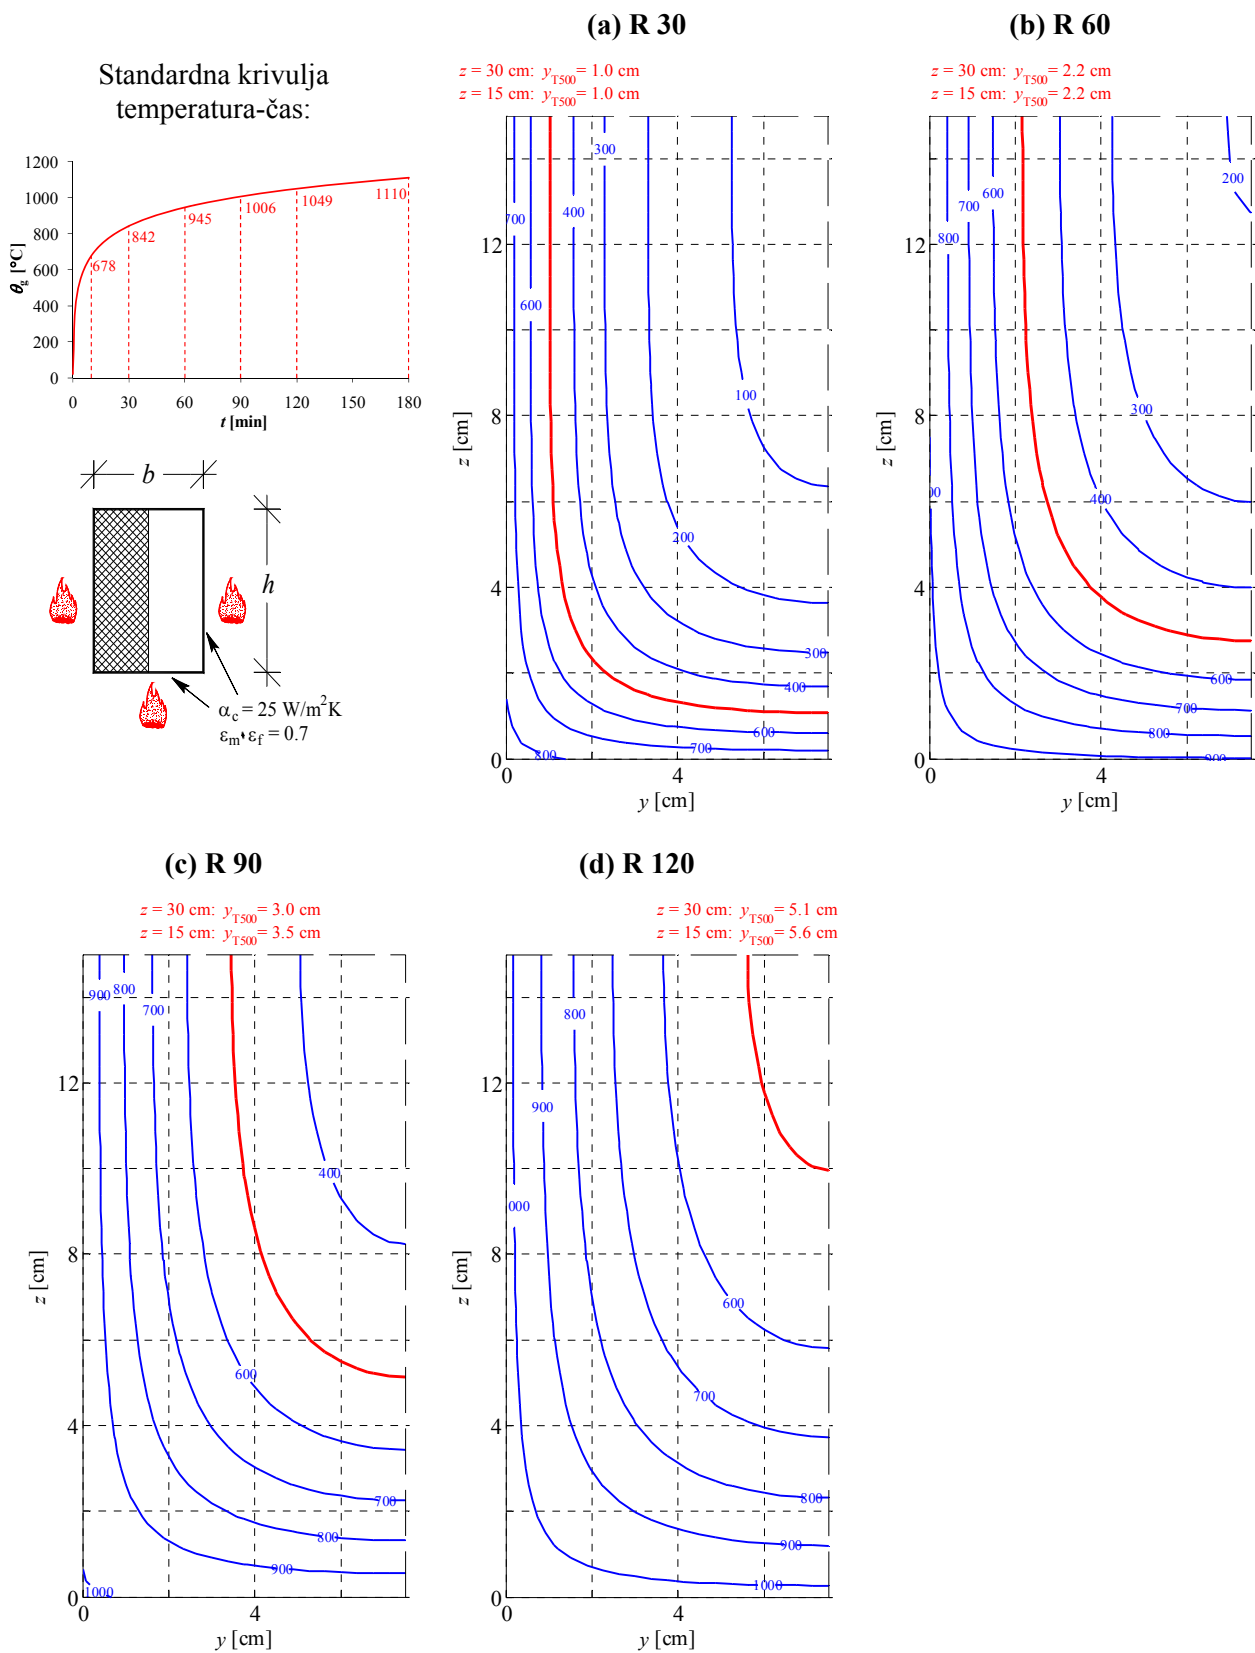 Standardna krivulja
temperatura-čas:
θg [°C]
1200
1000
800
600
400
200
0
678
842
945
1006
1049
1110
0 30 60 90 120 150 180
t [min]
b
h
αc = 25 W/m²K
εm·εf = 0.7
(a) R 30
z = 30 cm: yT500 = 1.0 cm
z = 15 cm: yT500 = 1.0 cm
300
700
400
600
100
200
300
400
600
700
800
12
8
4
0
z [cm]
0 4
y [cm]
(b) R 60
z = 30 cm: yT500 = 2.2 cm
z = 15 cm: yT500 = 2.2 cm
200
600
700
800
300
400
00
600
700
800
900
12
8
4
0
z [cm]
0 4
y [cm]
(c) R 90
z = 30 cm: yT500 = 3.0 cm
z = 15 cm: yT500 = 3.5 cm
900
800
700
400
600
700
800
900
1000
12
8
4
0
z [cm]
0 4
y [cm]
(d) R 120
z = 30 cm: yT500 = 5.1 cm
z = 15 cm: yT500 = 5.6 cm
800
900
000
600
700
800
900
1000
12
8
4
0
z [cm]
0 4
y [cm]